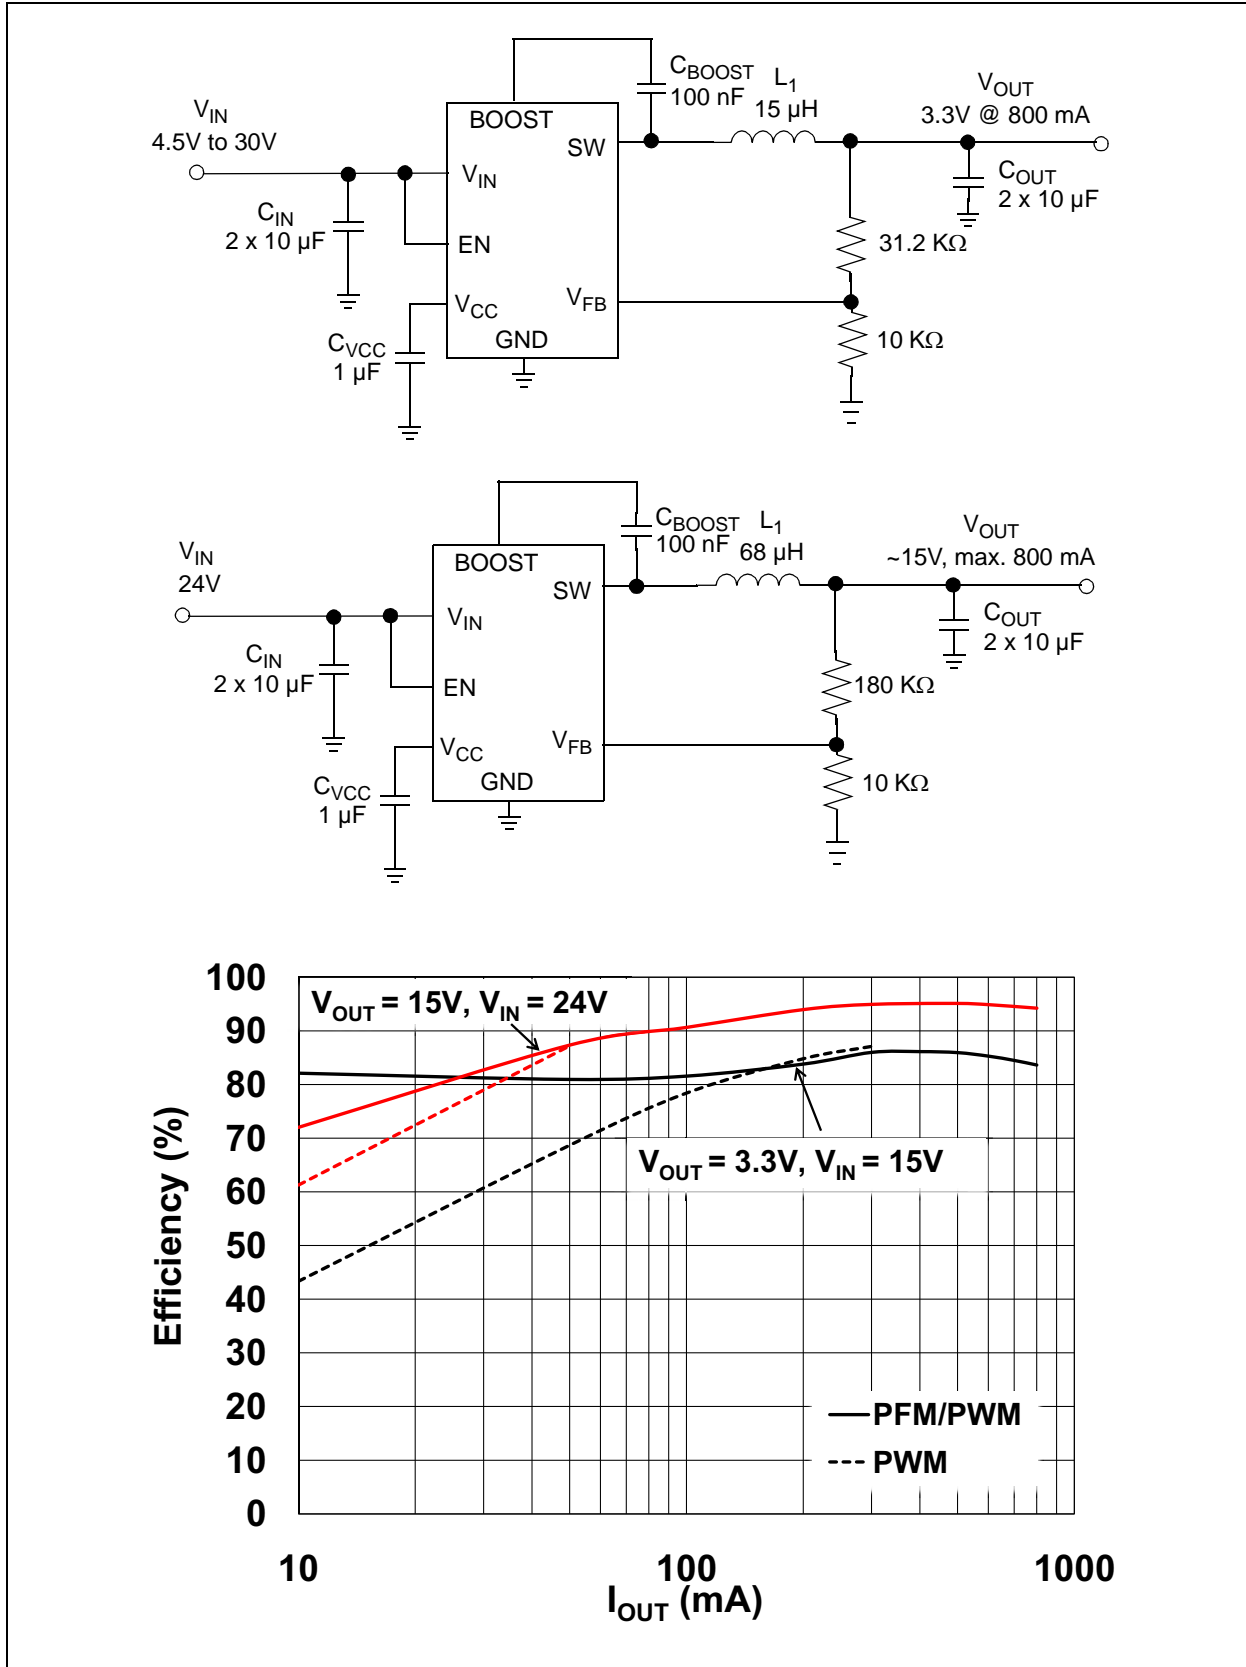 C_BOOST
100 nF
L_1
15 µH
V_OUT
3.3V @ 800 mA
V_IN
4.5V to 30V
BOOST
SW
V_IN
C_IN
2 x 10 µF
EN
C_OUT
2 x 10 µF
31.2 KΩ
V_CC
V_FB
GND
C_VCC
1 µF
10 KΩ
C_BOOST
100 nF
L_1
68 µH
V_OUT
~15V, max. 800 mA
V_IN
24V
BOOST
SW
V_IN
C_IN
2 x 10 µF
EN
C_OUT
2 x 10 µF
180 KΩ
V_CC
V_FB
GND
C_VCC
1 µF
10 KΩ
100
90
80
70
60
50
40
30
20
10
0
Efficiency (%)
V_OUT = 15V, V_IN = 24V
V_OUT = 3.3V, V_IN = 15V
PFM/PWM
PWM
10
100
1000
I_OUT (mA)